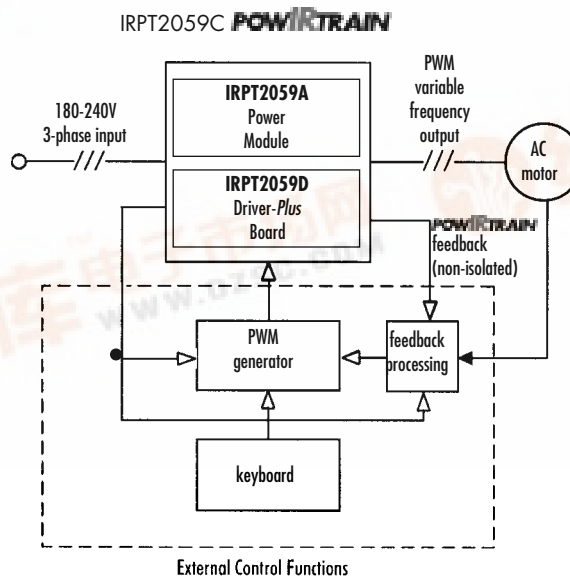 IRPT2059C POWIRTRAIN
IRPT2059A
Power
Module
180-240V
3-phase input
PWM
variable
frequency
output
AC
motor
IRPT2059D
Driver-Plus
Board
POWIRTRAIN
feedback
(non-isolated)
PWM
generator
feedback
processing
keyboard
External Control Functions